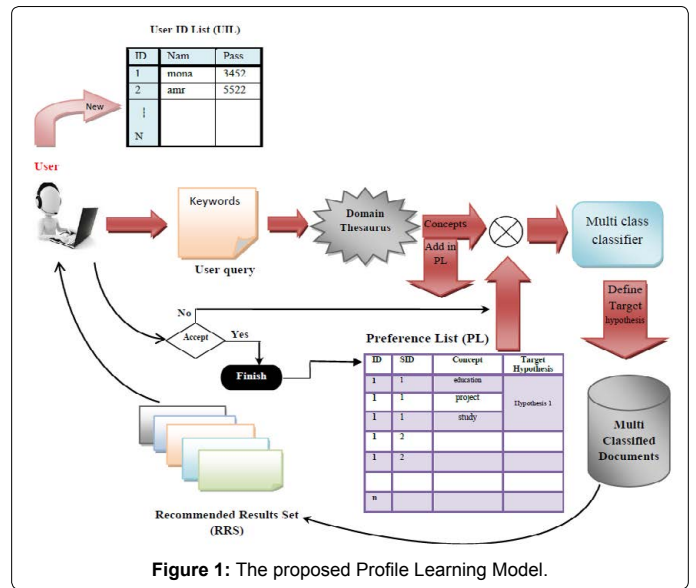 User ID List (UIL)
ID Nam Pass
1 mona 3452
2 amr 5522
N
New
User
Keywords
User query
Domain
Thesaurus
Concepts
Add in
PL
Multi class
classifier
Define
Target
hypothesis
No
Accept
Yes
Finish
Preference List (PL)
ID SID Concept Target
Hypothesis
1 1 education
1 1 project Hypothesis 1
1 1 study
1 2
1 2
n
Multi
Classified
Documents
Recommended Results Set
(RRS)
Figure 1: The proposed Profile Learning Model.